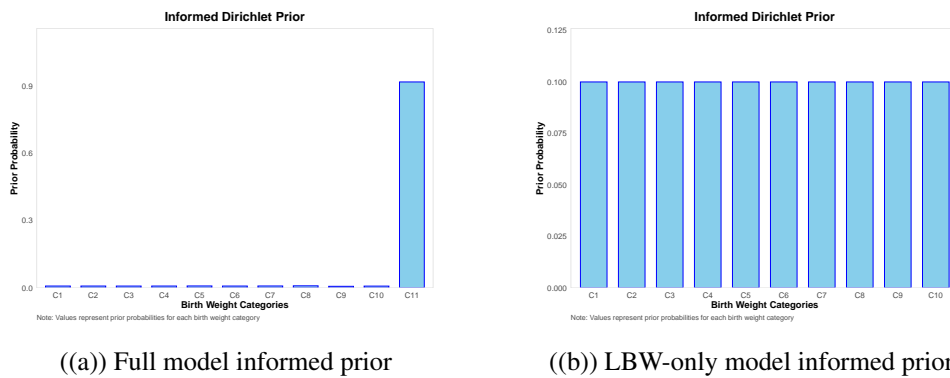 Informed Dirichlet Prior
Prior Probability
0.9
0.6
0.3
0.0
C1 C2 C3 C4 C5 C6 C7 C8 C9 C10 C11
Birth Weight Categories
Note: Values represent prior probabilities for each birth weight category
((a)) Full model informed prior
Informed Dirichlet Prior
Prior Probability
0.125
0.100
0.075
0.050
0.025
0.000
C1 C2 C3 C4 C5 C6 C7 C8 C9 C10
Birth Weight Categories
Note: Values represent prior probabilities for each birth weight category
((b)) LBW-only model informed prior